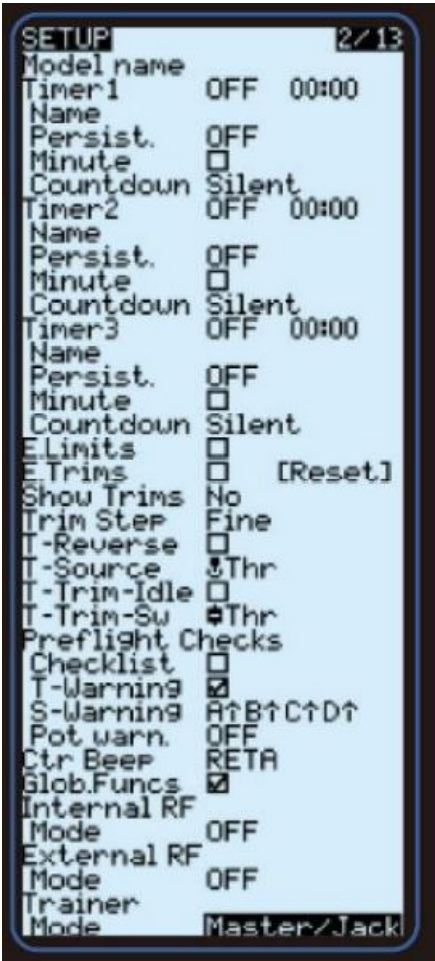 SETUP 2/13
Model name
Timer1 OFF 00:00
Name
Persist. OFF
Minute
Countdown Silent
Timer2 OFF 00:00
Name
Persist. OFF
Minute
Countdown Silent
Timer3 OFF 00:00
Name
Persist. OFF
Minute
Countdown Silent
E.Limits
E.Trims [Reset]
Show Trims No
Trim Step Fine
T-Reverse
T-Source Thr
T-Trim-Idle
T-Trim-Sw Thr
Preflight Checks
Checklist
T-Warning ☑
S-Warning A↑B↑C↑D↑
Pot warn. OFF
Ctr Beep RETA
Glob.Funcs ☑
Internal RF
Mode OFF
External RF
Mode OFF
Trainer
Mode Master/Jack